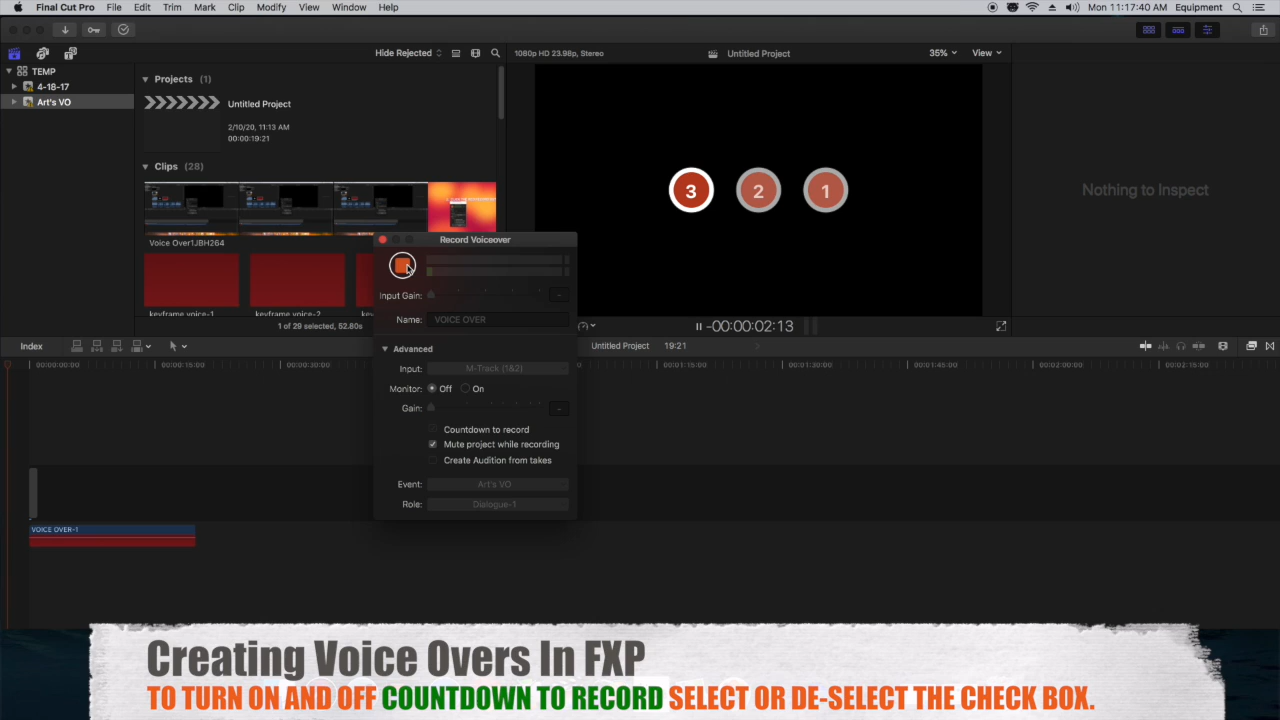 Final Cut Pro File Edit Trim Mark Clip Modify View Window Help Mon 11:17:40 AM Equipment
Hide Rejected 1080p HD 23.98p, Stereo Untitled Project 35% View
TEMP
4-18-17
Art's VO
Projects (1)
Untitled Project
2/10/20, 11:13 AM
00:00:19:21
Clips (28)
Voice Over1JBH264
keyframe voice-1 keyframe voice-2
1 of 29 selected, 52.80s
3 2 1
-00:00:02:13
Nothing to Inspect
Record Voiceover
Input Gain: -
Name: VOICE OVER
Advanced
Input: M-Track (1&2)
Monitor: Off On
Gain: -
Countdown to record
Mute project while recording
Create Audition from takes
Event: Art's VO
Role: Dialogue-1
Index Untitled Project 19:21
00:00:00:00 00:00:15:00 00:00:30:00 00:01:15:00 00:01:30:00 00:01:45:00 00:02:00:00 00:02:15:00
VOICE OVER-1
Creating Voice Overs In FXP
TO TURN ON AND OFF COUNTDOWN TO RECORD SELECT OR DE-SELECT THE CHECK BOX.